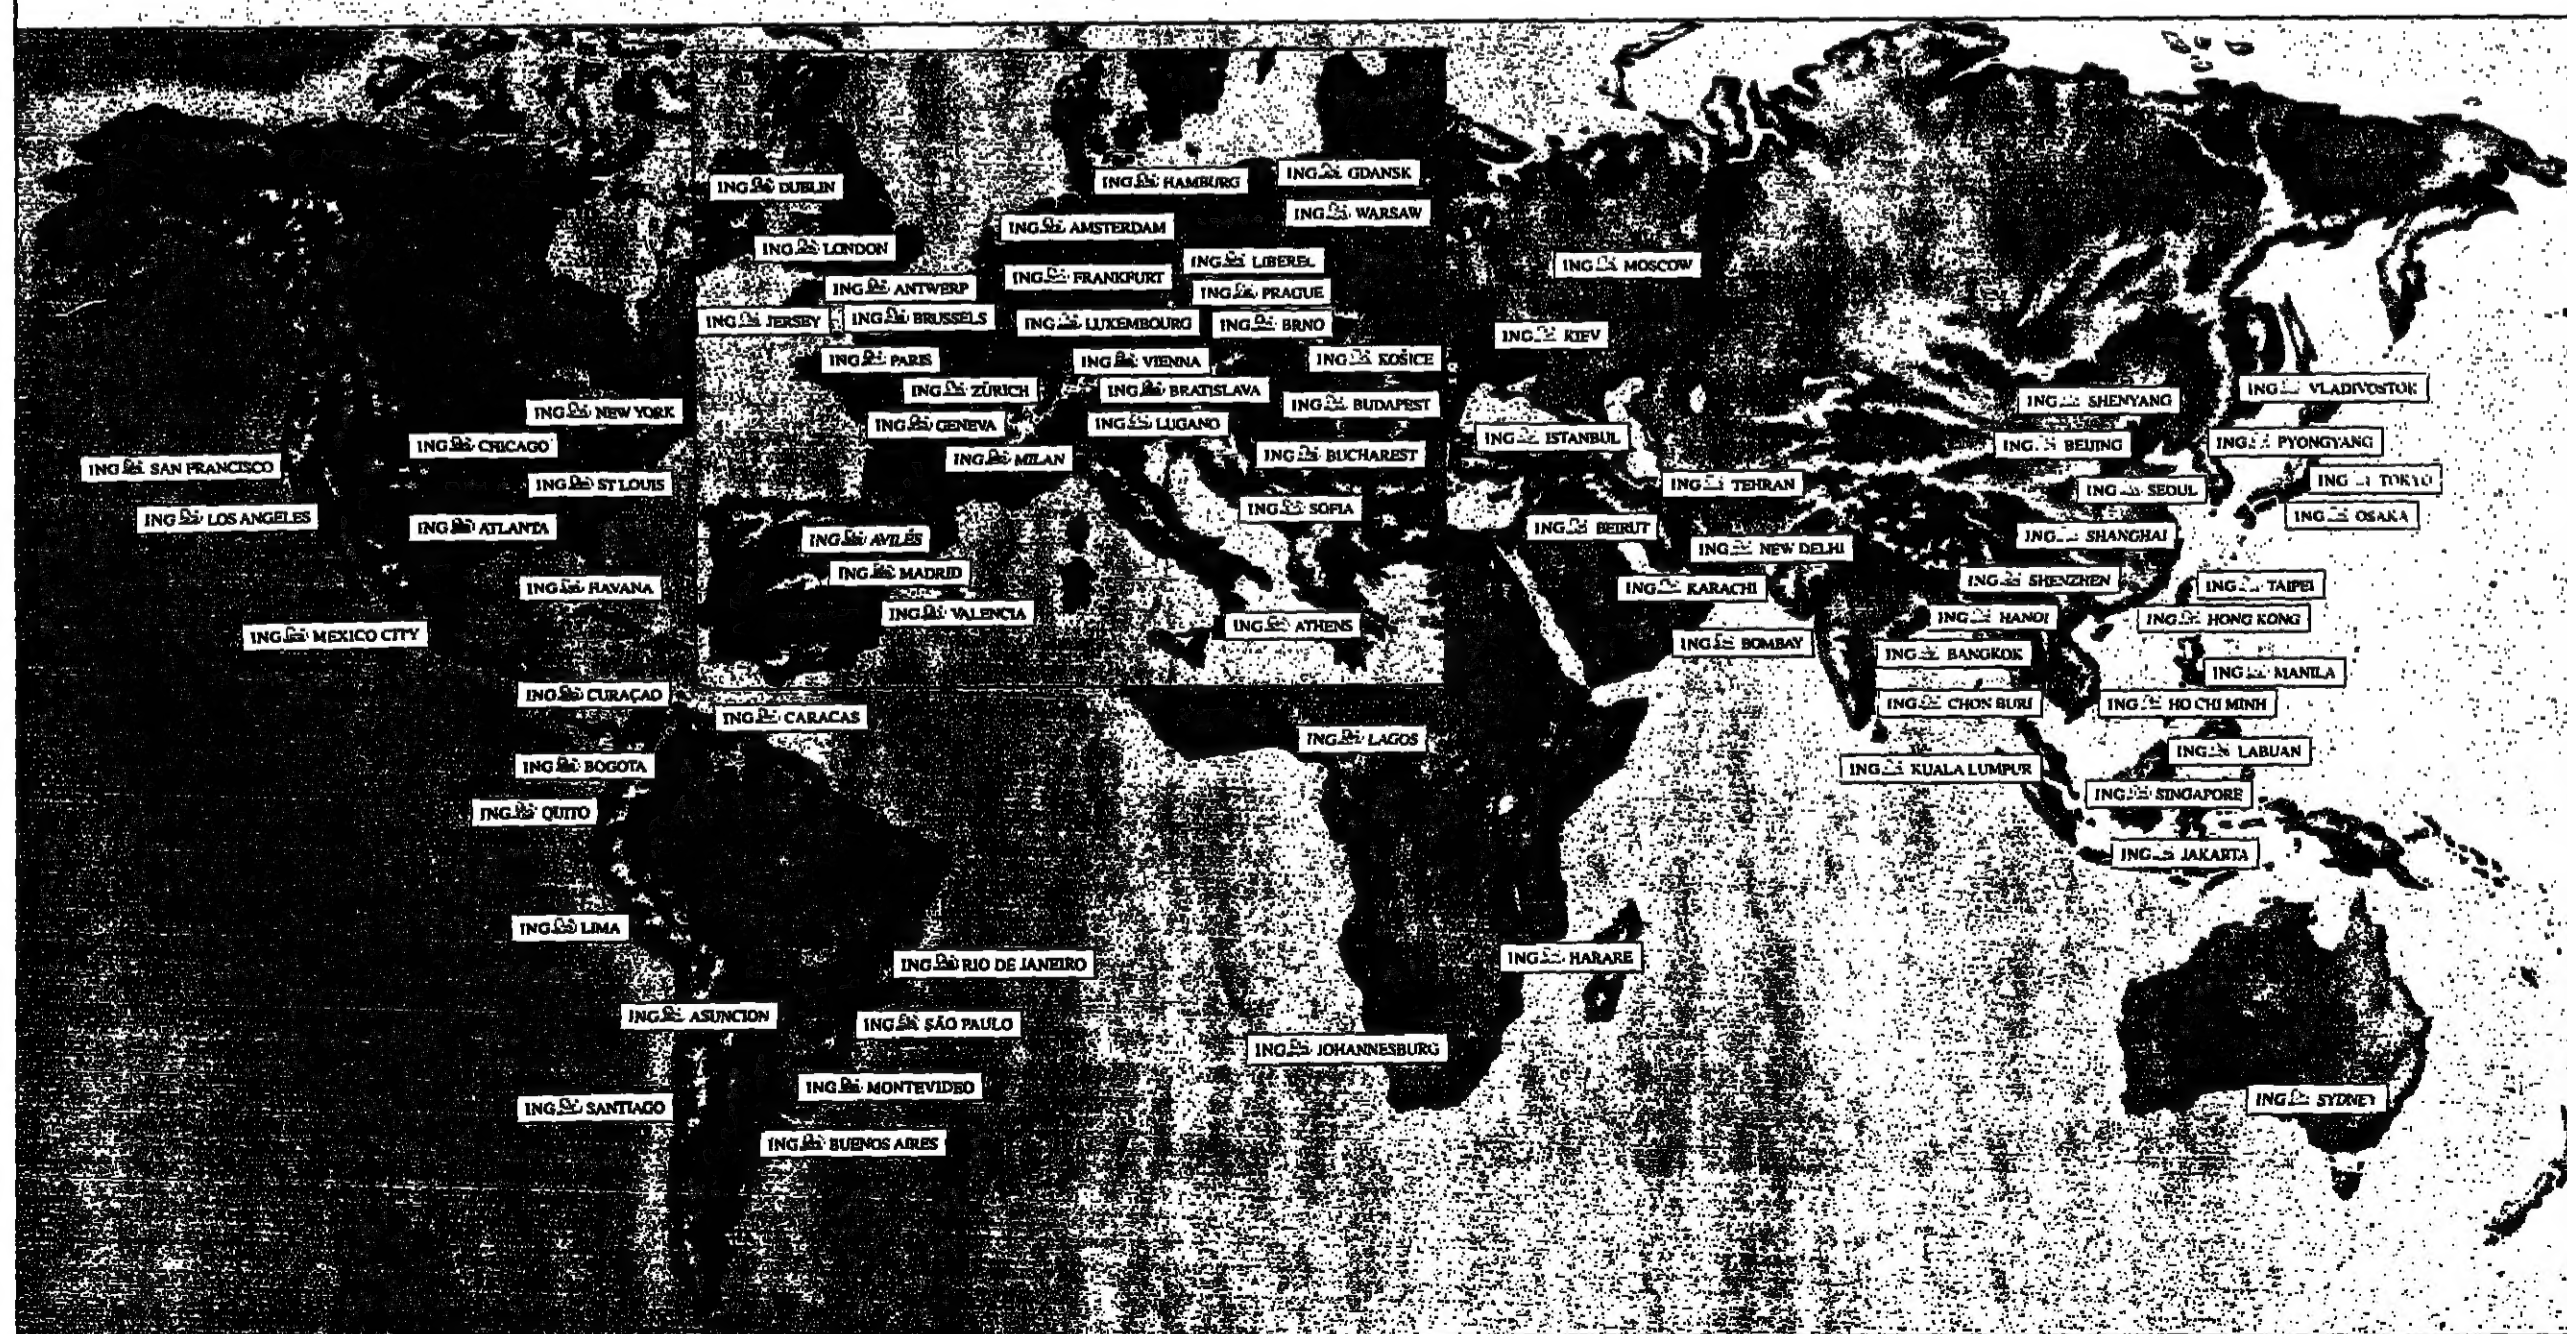 ING DUBLIN
ING HAMBURG
ING GDANSK
ING WARSAW
ING AMSTERDAM
ING LONDON
ING LIBEREL
ING MOSCOW
ING FRANKFURT
ING ANTWERP
ING PRAGUE
ING JERSEY
ING BRUSSELS
ING LUXEMBOURG
ING BRNO
ING KIEV
ING PARIS
ING VIENNA
ING KOŠICE
ING ZÜRICH
ING BRATISLAVA
ING VLADIVOSTOK
ING NEW YORK
ING BUDAPEST
ING SHENYANG
ING GENEVA
ING LUGANO
ING ISTANBUL
ING CHICAGO
ING BEIJING
ING PYONGYANG
ING SAN FRANCISCO
ING MILAN
ING BUCHAREST
ING ST LOUIS
ING TEHRAN
ING SEOUL
ING TOKYO
ING LOS ANGELES
ING ATLANTA
ING SOFIA
ING BEIRUT
ING OSAKA
ING AVILÉS
ING NEW DELHI
ING SHANGHAI
ING HAVANA
ING MADRID
ING KARACHI
ING SHENZHEN
ING TAIPEI
ING VALENCIA
ING ATHENS
ING HANOI
ING HONG KONG
ING MEXICO CITY
ING BOMBAY
ING BANGKOK
ING MANILA
ING CURAÇAO
ING CARACAS
ING CHON BURI
ING HO CHI MINH
ING LAGOS
ING LABUAN
ING BOGOTA
ING KUALA LUMPUR
ING QUITO
ING SINGAPORE
ING JAKARTA
ING LIMA
ING RIO DE JANEIRO
ING HARARE
ING ASUNCION
ING SÃO PAULO
ING JOHANNESBURG
ING MONTEVIDEO
ING SANTIAGO
ING SYDNEY
ING BUENOS AIRES